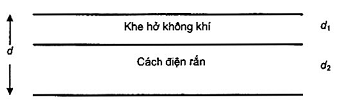 Khe hở không khí
d₁
d
Cách điện rắn
d₂